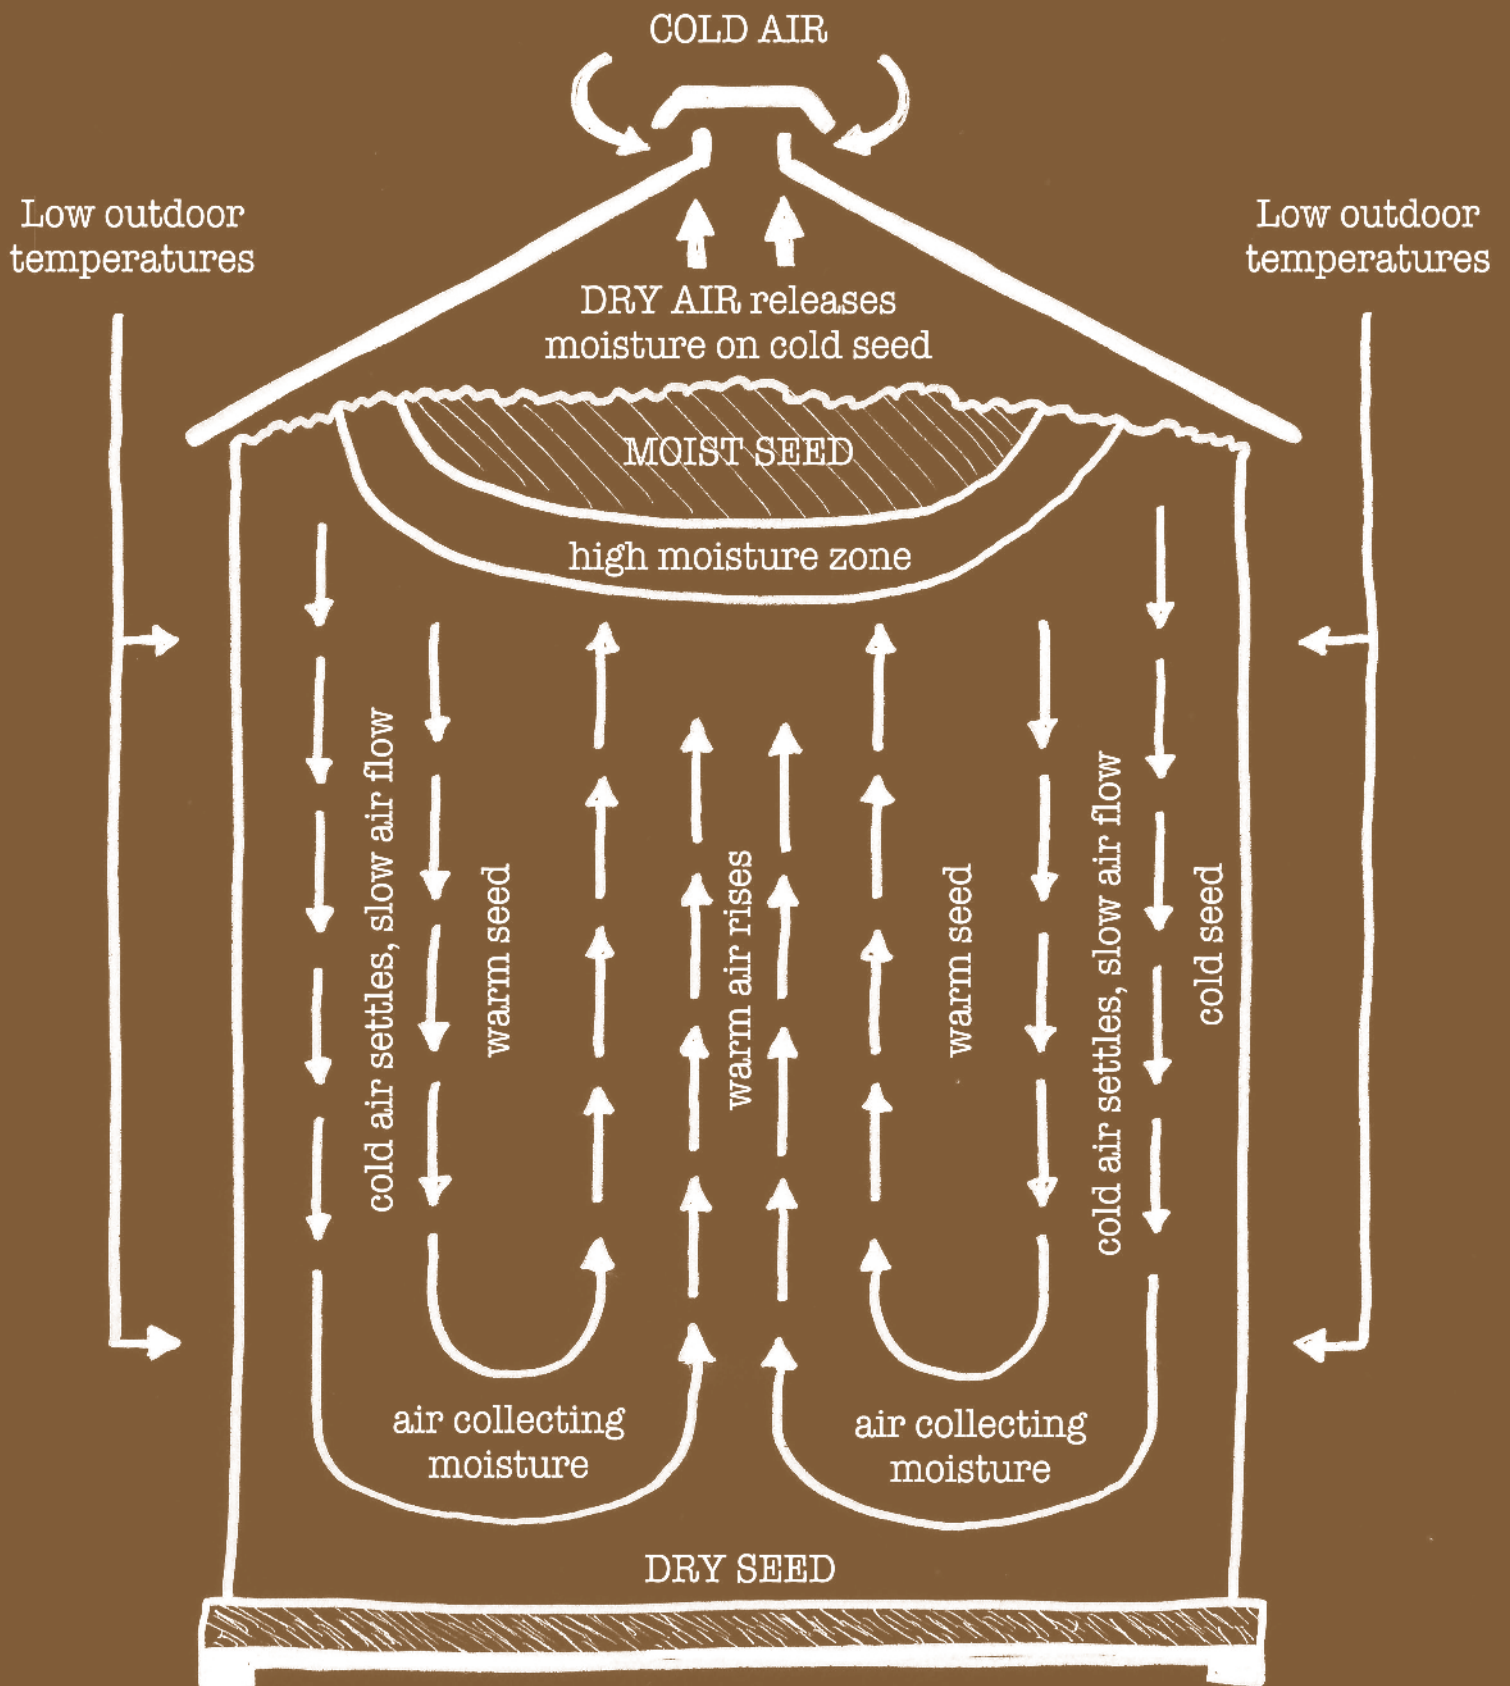 COLD AIR
Low outdoor
temperatures
Low outdoor
temperatures
DRY AIR releases
moisture on cold seed
MOIST SEED
high moisture zone
cold air settles, slow air flow
warm seed
warm air rises
warm seed
cold air settles, slow air flow
cold seed
air collecting
moisture
air collecting
moisture
DRY SEED